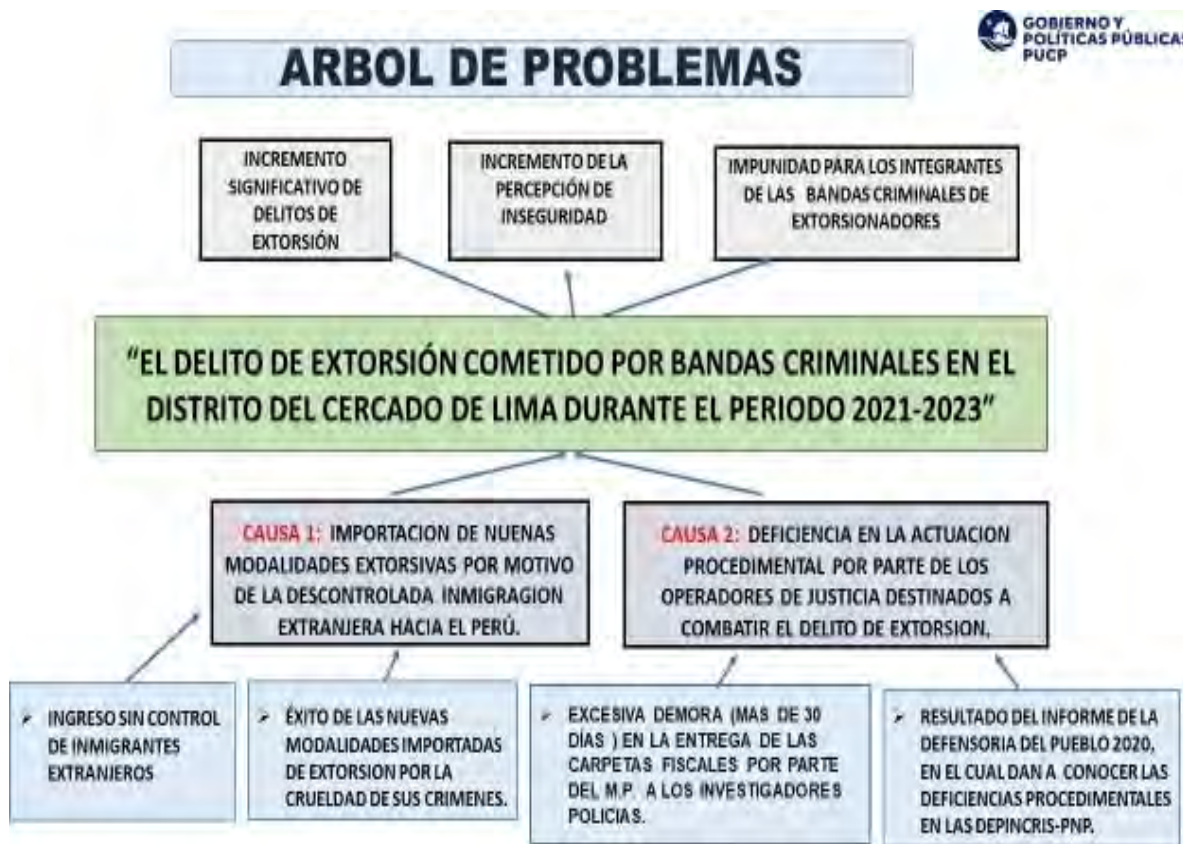 GOBIERNO Y
POLÍTICAS PÚBLICAS
PUCP
ARBOL DE PROBLEMAS
INCREMENTO
SIGNIFICATIVO DE
DELITOS DE
EXTORSIÓN
INCREMENTO DE LA
PERCEPCIÓN DE
INSEGURIDAD
IMPUNIDAD PARA LOS INTEGRANTES
DE LAS BANDAS CRIMINALES DE
EXTORSIONADORES
“EL DELITO DE EXTORSIÓN COMETIDO POR BANDAS CRIMINALES EN EL
DISTRITO DEL CERCADO DE LIMA DURANTE EL PERIODO 2021-2023”
CAUSA 1: IMPORTACION DE NUENAS
MODALIDADES EXTORSIVAS POR MOTIVO
DE LA DESCONTROLADA INMIGRAGION
EXTRANJERA HACIA EL PERÚ.
CAUSA 2: DEFICIENCIA EN LA ACTUACION
PROCEDIMENTAL POR PARTE DE LOS
OPERADORES DE JUSTICIA DESTINADOS A
COMBATIR EL DELITO DE EXTORSION.
➢ INGRESO SIN CONTROL
DE INMIGRANTES
EXTRANJEROS
➢ ÉXITO DE LAS NUEVAS
MODALIDADES IMPORTADAS
DE EXTORSION POR LA
CRUELDAD DE SUS CRIMENES.
➢ EXCESIVA DEMORA (MAS DE 30
DÍAS ) EN LA ENTREGA DE LAS
CARPETAS FISCALES POR PARTE
DEL M.P. A LOS INVESTIGADORES
POLICIAS.
➢ RESULTADO DEL INFORME DE LA
DEFENSORIA DEL PUEBLO 2020,
EN EL CUAL DAN A CONOCER LAS
DEFICIENCIAS PROCEDIMENTALES
EN LAS DEPINCRIS-PNP.